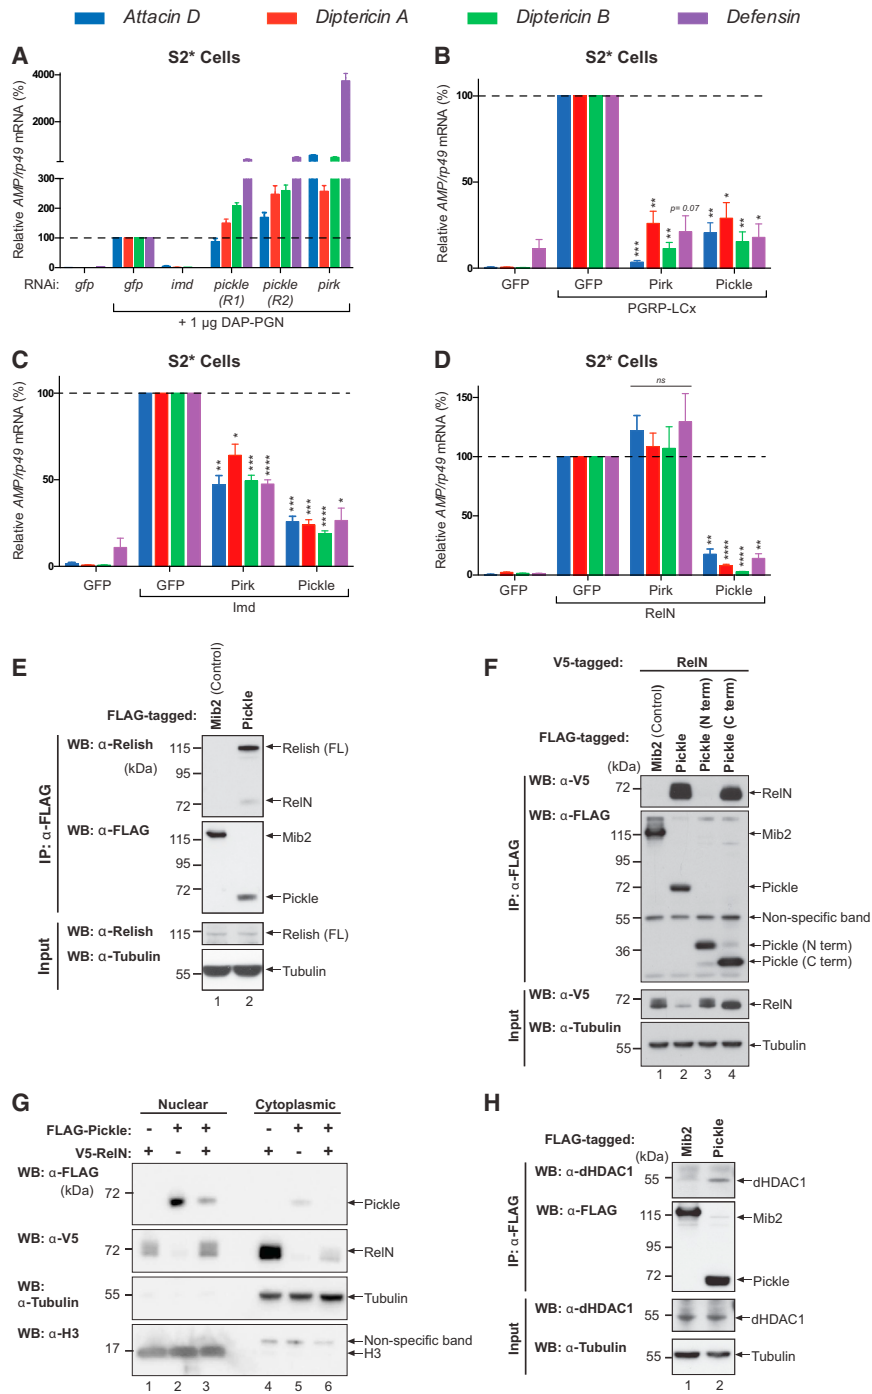 Attacin D Diptericin A Diptericin B Defensin
A
S2* Cells
Relative AMP/rp49 mRNA (%)
4000
2000
300
200
100
0
RNAi: gfp gfp imd pickle (R1) pickle (R2) pirk
+ 1 µg DAP-PGN
B
S2* Cells
Relative AMP/rp49 mRNA (%)
100
50
0
*** ** ** p= 0.07 ** * ** *
GFP GFP Pirk Pickle
PGRP-LCx
C
S2* Cells
Relative AMP/rp49 mRNA (%)
100
50
0
** * *** **** *** *** **** *
GFP GFP Pirk Pickle
Imd
D
S2* Cells
Relative AMP/rp49 mRNA (%)
150
100
50
0
ns
** **** **** **
GFP GFP Pirk Pickle
RelN
E
FLAG-tagged: Mib2 (Control) Pickle
IP: α-FLAG
WB: α-Relish
(kDa)
115 Relish (FL)
95
72 RelN
WB: α-FLAG
115 Mib2
95
72
Pickle
55
Input
WB: α-Relish
115 Relish (FL)
WB: α-Tubulin
55 Tubulin
1 2
F
V5-tagged: RelN
FLAG-tagged: Mib2 (Control) Pickle Pickle (N term) Pickle (C term)
(kDa)
IP: α-FLAG
WB: α-V5
72 RelN
WB: α-FLAG
115 Mib2
95
72 Pickle
55 Non-specific band
36 Pickle (N term)
Pickle (C term)
Input
WB: α-V5
72 RelN
WB: α-Tubulin
55 Tubulin
1 2 3 4
G
Nuclear Cytoplasmic
FLAG-Pickle: - + + - + +
V5-RelN: + - + + - +
WB: α-FLAG
(kDa)
72 Pickle
WB: α-V5
72 RelN
WB: α-Tubulin
55 Tubulin
WB: α-H3
Non-specific band
17 H3
1 2 3 4 5 6
H
FLAG-tagged: Mib2 Pickle
(kDa)
IP: α-FLAG
WB: α-dHDAC1
55 dHDAC1
WB: α-FLAG
115 Mib2
95
72 Pickle
Input
WB: α-dHDAC1
55 dHDAC1
WB: α-Tubulin
55 Tubulin
1 2